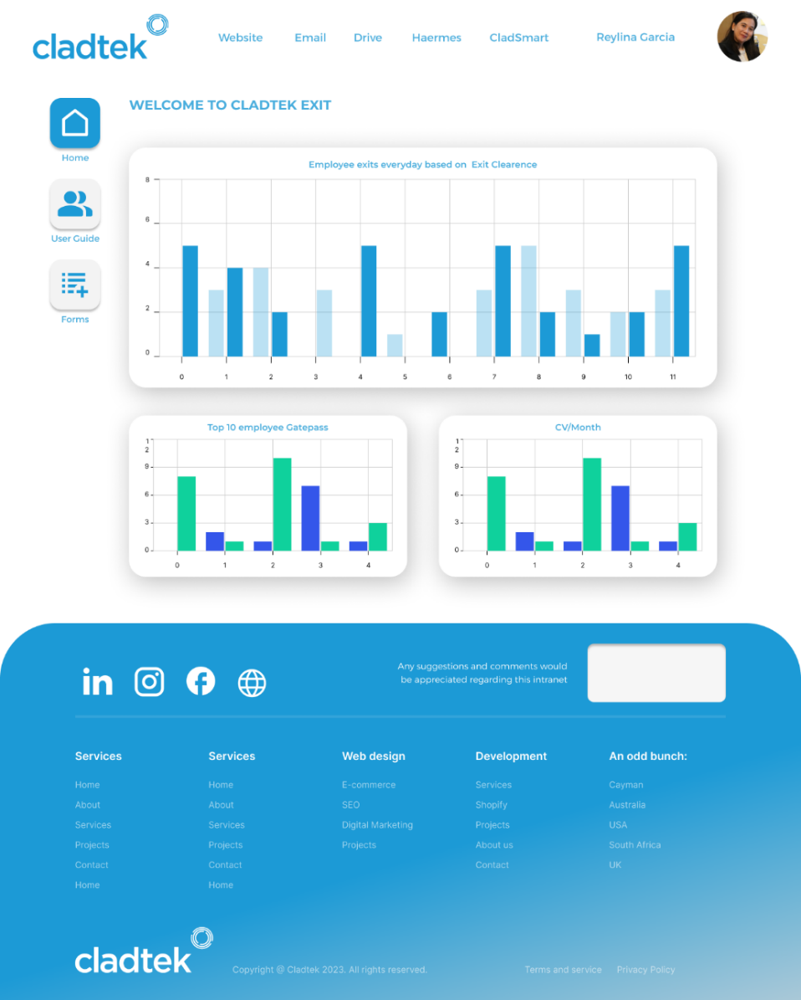 cladtek
Website Email Drive Haermes CladSmart Reylina Garcia
WELCOME TO CLADTEK EXIT
Home
User Guide
Forms
Employee exits everyday based on Exit Clearence
8
6
4
2
0
0 1 2 3 4 5 6 7 8 9 10 11
Top 10 employee Gatepass
1
2
9
6
3
0
0 1 2 3 4
CV/Month
1
2
9
6
3
0
0 1 2 3 4
in
Any suggestions and comments would
be appreciated regarding this intranet
Services
Home
About
Services
Projects
Contact
Home
Services
Home
About
Services
Projects
Contact
Home
Web design
E-commerce
SEO
Digital Marketing
Projects
Development
Services
Shopify
Projects
About us
Contact
An odd bunch:
Cayman
Australia
USA
South Africa
UK
cladtek
Copyright @ Cladtek 2023. All rights reserved. Terms and service Privacy Policy